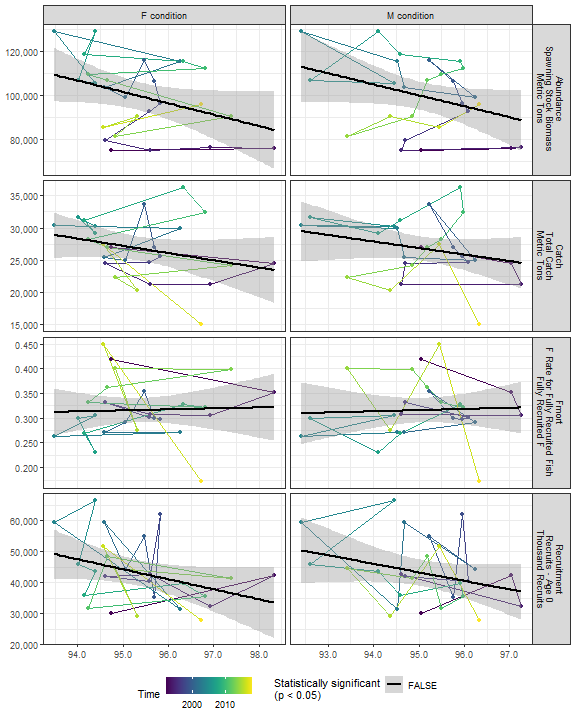 F condition
M condition
120,000
100,000
80,000
Abundance
Spawning Stock Biomass
Metric Tons
35,000
30,000
25,000
20,000
15,000
Catch
Total Catch
Metric Tons
0.450
0.400
0.350
0.300
0.250
0.200
Fmort
F Rate for Fully Recruited Fish
Fully Recruited F
60,000
50,000
40,000
30,000
20,000
Recruitment
Recruits - Age 0
Thousand Recruits
94.0 95.0 96.0 97.0 98.0
93.0 94.0 95.0 96.0 97.0
Time
2000 2010
Statistically significant
(p < 0.05)
FALSE